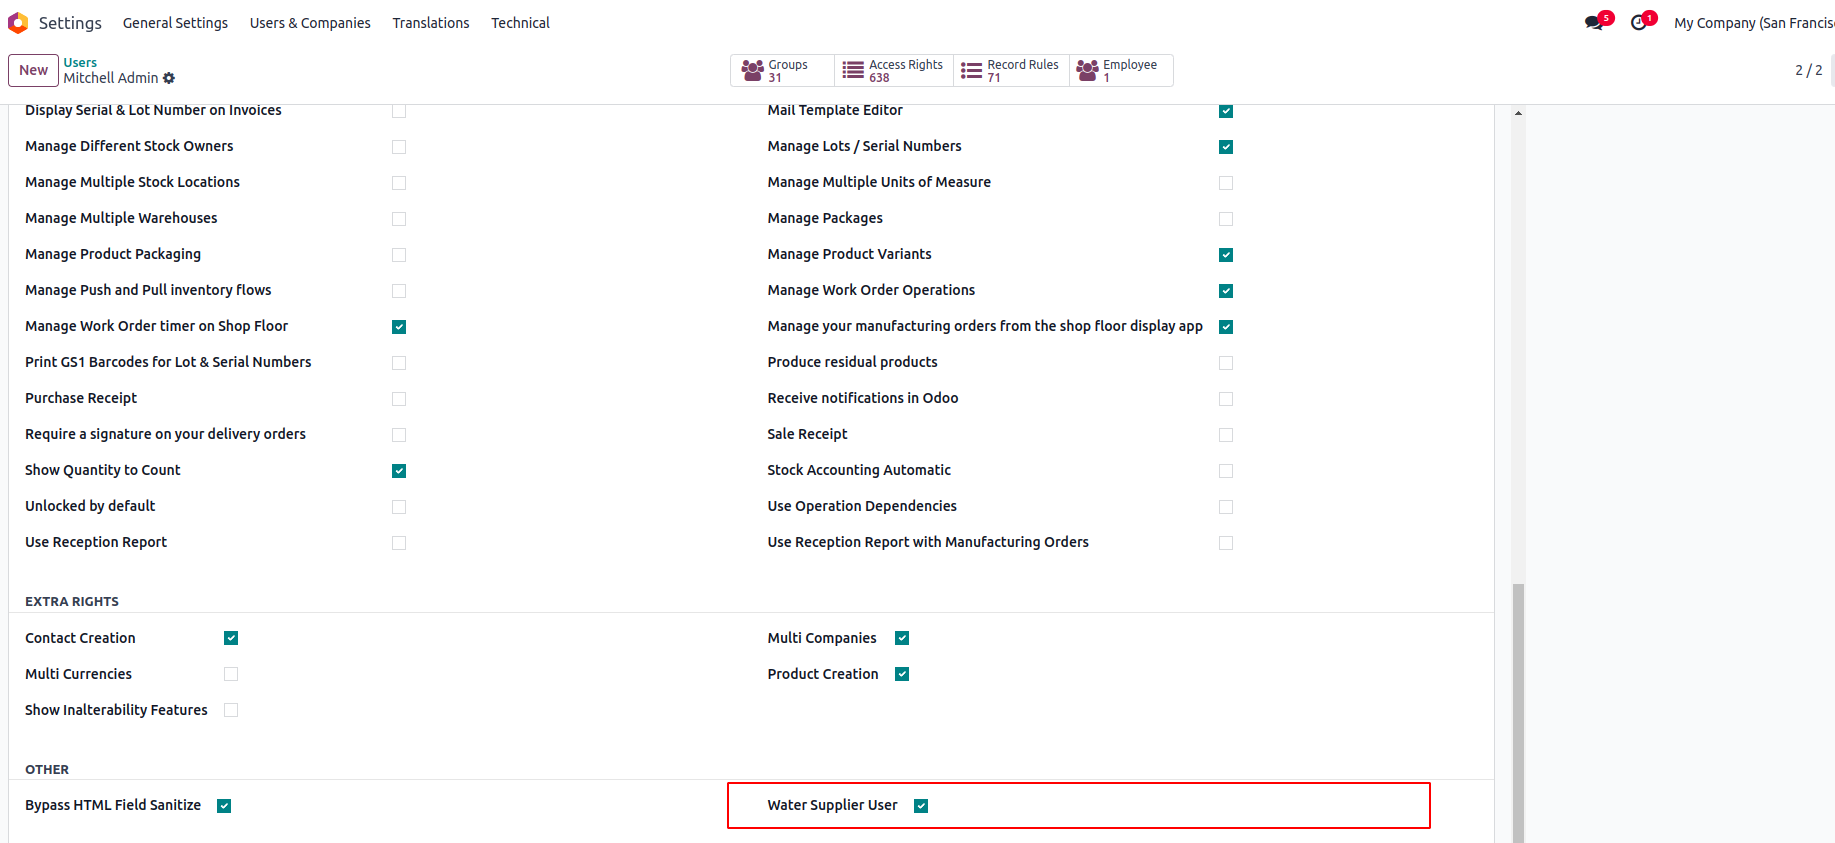 Settings General Settings Users & Companies Translations Technical 5 1 My Company (San Francis
New Users Groups Access Rights Record Rules Employee
Mitchell Admin 31 638 71 1 2 / 2
Display Serial & Lot Number on Invoices Mail Template Editor
Manage Different Stock Owners Manage Lots / Serial Numbers
Manage Multiple Stock Locations Manage Multiple Units of Measure
Manage Multiple Warehouses Manage Packages
Manage Product Packaging Manage Product Variants
Manage Push and Pull inventory flows Manage Work Order Operations
Manage Work Order timer on Shop Floor Manage your manufacturing orders from the shop floor display app
Print GS1 Barcodes for Lot & Serial Numbers Produce residual products
Purchase Receipt Receive notifications in Odoo
Require a signature on your delivery orders Sale Receipt
Show Quantity to Count Stock Accounting Automatic
Unlocked by default Use Operation Dependencies
Use Reception Report Use Reception Report with Manufacturing Orders
EXTRA RIGHTS
Contact Creation Multi Companies
Multi Currencies Product Creation
Show Inalterability Features
OTHER
Bypass HTML Field Sanitize Water Supplier User